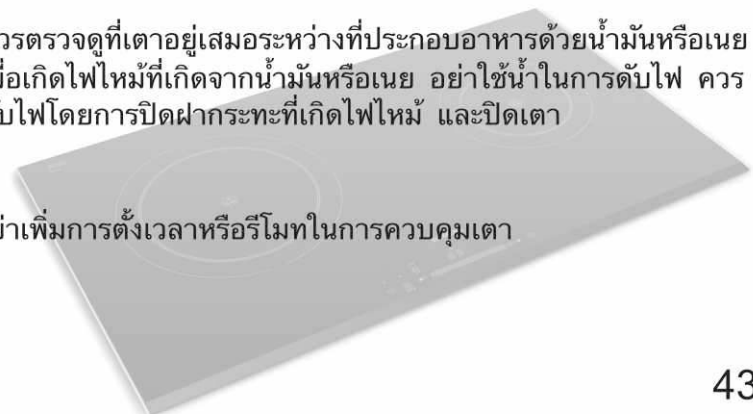 วรตรวจดูที่เตาอยู่เสมอระหว่างที่ประกอบอาหารด้วยน้ำมันหรือเนย
มื่อเกิดไฟไหม้ที่เกิดจากน้ำมันหรือเนย อย่าใช้น้ำในการดับไฟ ควร
ับไฟโดยการปิดฝากระทะที่เกิดไฟไหม้ และปิดเตา
ย่าเพิ่มการตั้งเวลาหรือรีโมทในการควบคุมเตา
43